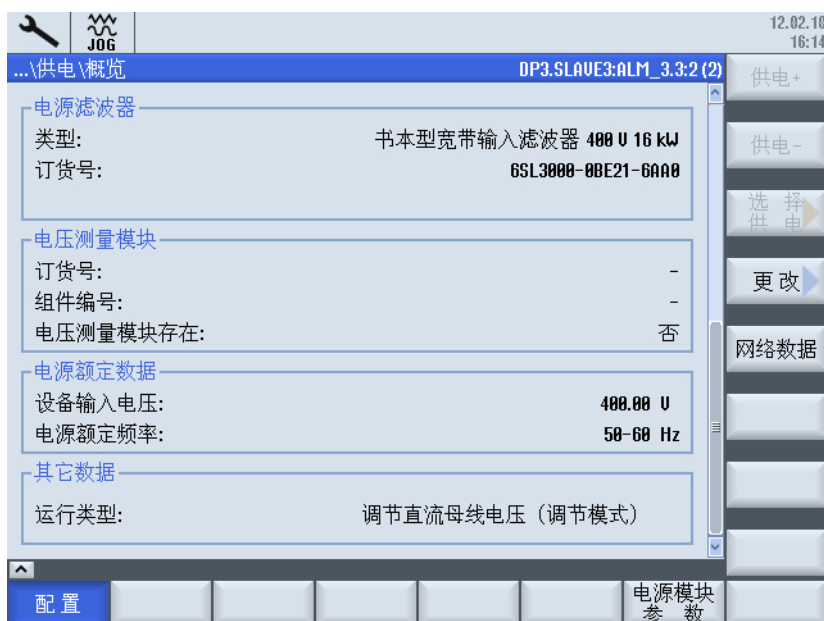 12.02.10
JOG
16:14
...\供电\概览 DP3.SLAVE3:ALM_3.3:2 (2)
供电+
电源滤波器
类型: 书本型宽带输入滤波器 400 V 16 kW
供电-
订货号: 6SL3000-0BE21-6AA0
选择
供电
电压测量模块
订货号: -
更改
组件编号: -
电压测量模块存在: 否
网络数据
电源额定数据
设备输入电压: 400.00 V
电源额定频率: 50-60 Hz
其它数据
运行类型: 调节直流母线电压（调节模式）
配置
电源模块
参数